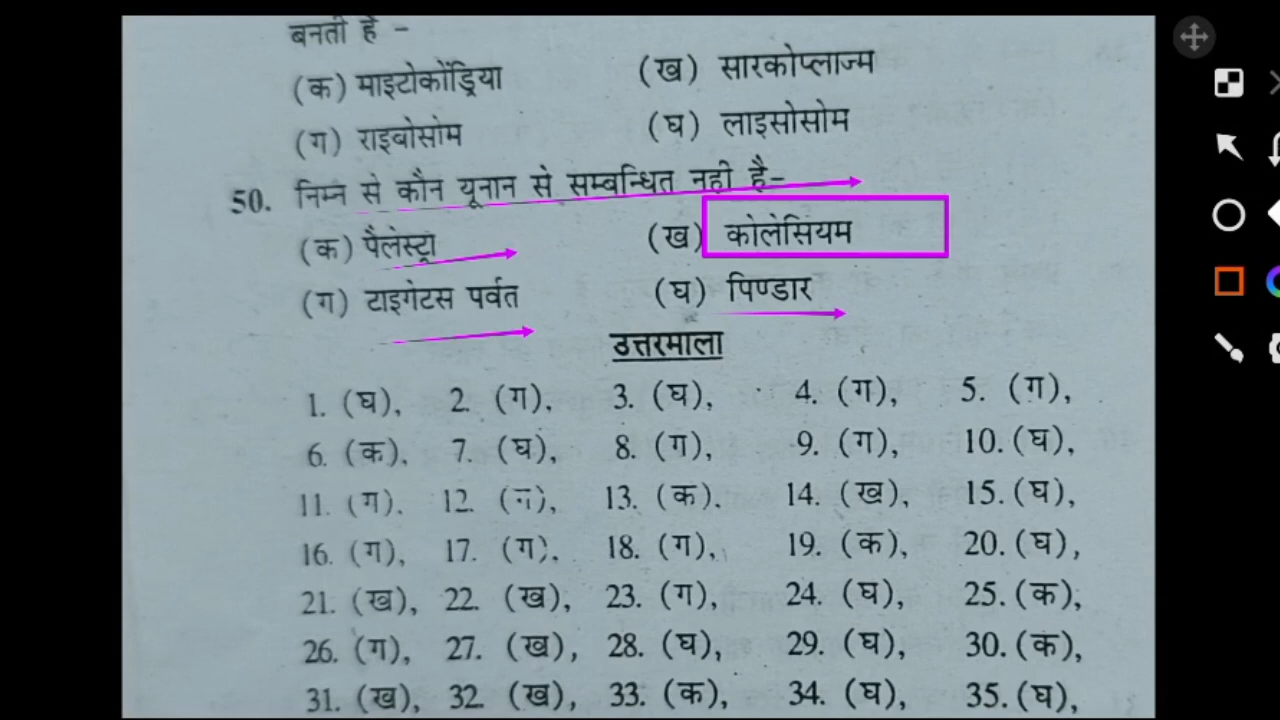 बनती है –
(क) माइटोकोंड्रिया (ख) सारकोप्लाज्म
(ग) राइबोसोम (घ) लाइसोसोम
50. निम्न से कौन यूनान से सम्बन्धित नही है-
(क) पैलेस्ट्रा (ख) कोलेसियम
(ग) टाइगेटस पर्वत (घ) पिण्डार
उत्तरमाला
1. (घ), 2. (ग), 3. (घ), 4. (ग), 5. (ग),
6. (क), 7. (घ), 8. (ग), 9. (ग), 10. (घ),
11. (ग), 12. 13. (क), 14. (ख), 15. (घ),
16. (ग), 17. (ग), 18. (ग), 19. (क), 20. (घ),
21. (ख), 22. (ख), 23. (ग), 24. (घ), 25. (क),
26. (ग), 27. (ख), 28. (घ), 29. (घ), 30. (क),
31. (ख), 32. (ख), 33. (क), 34. (घ), 35. (घ),